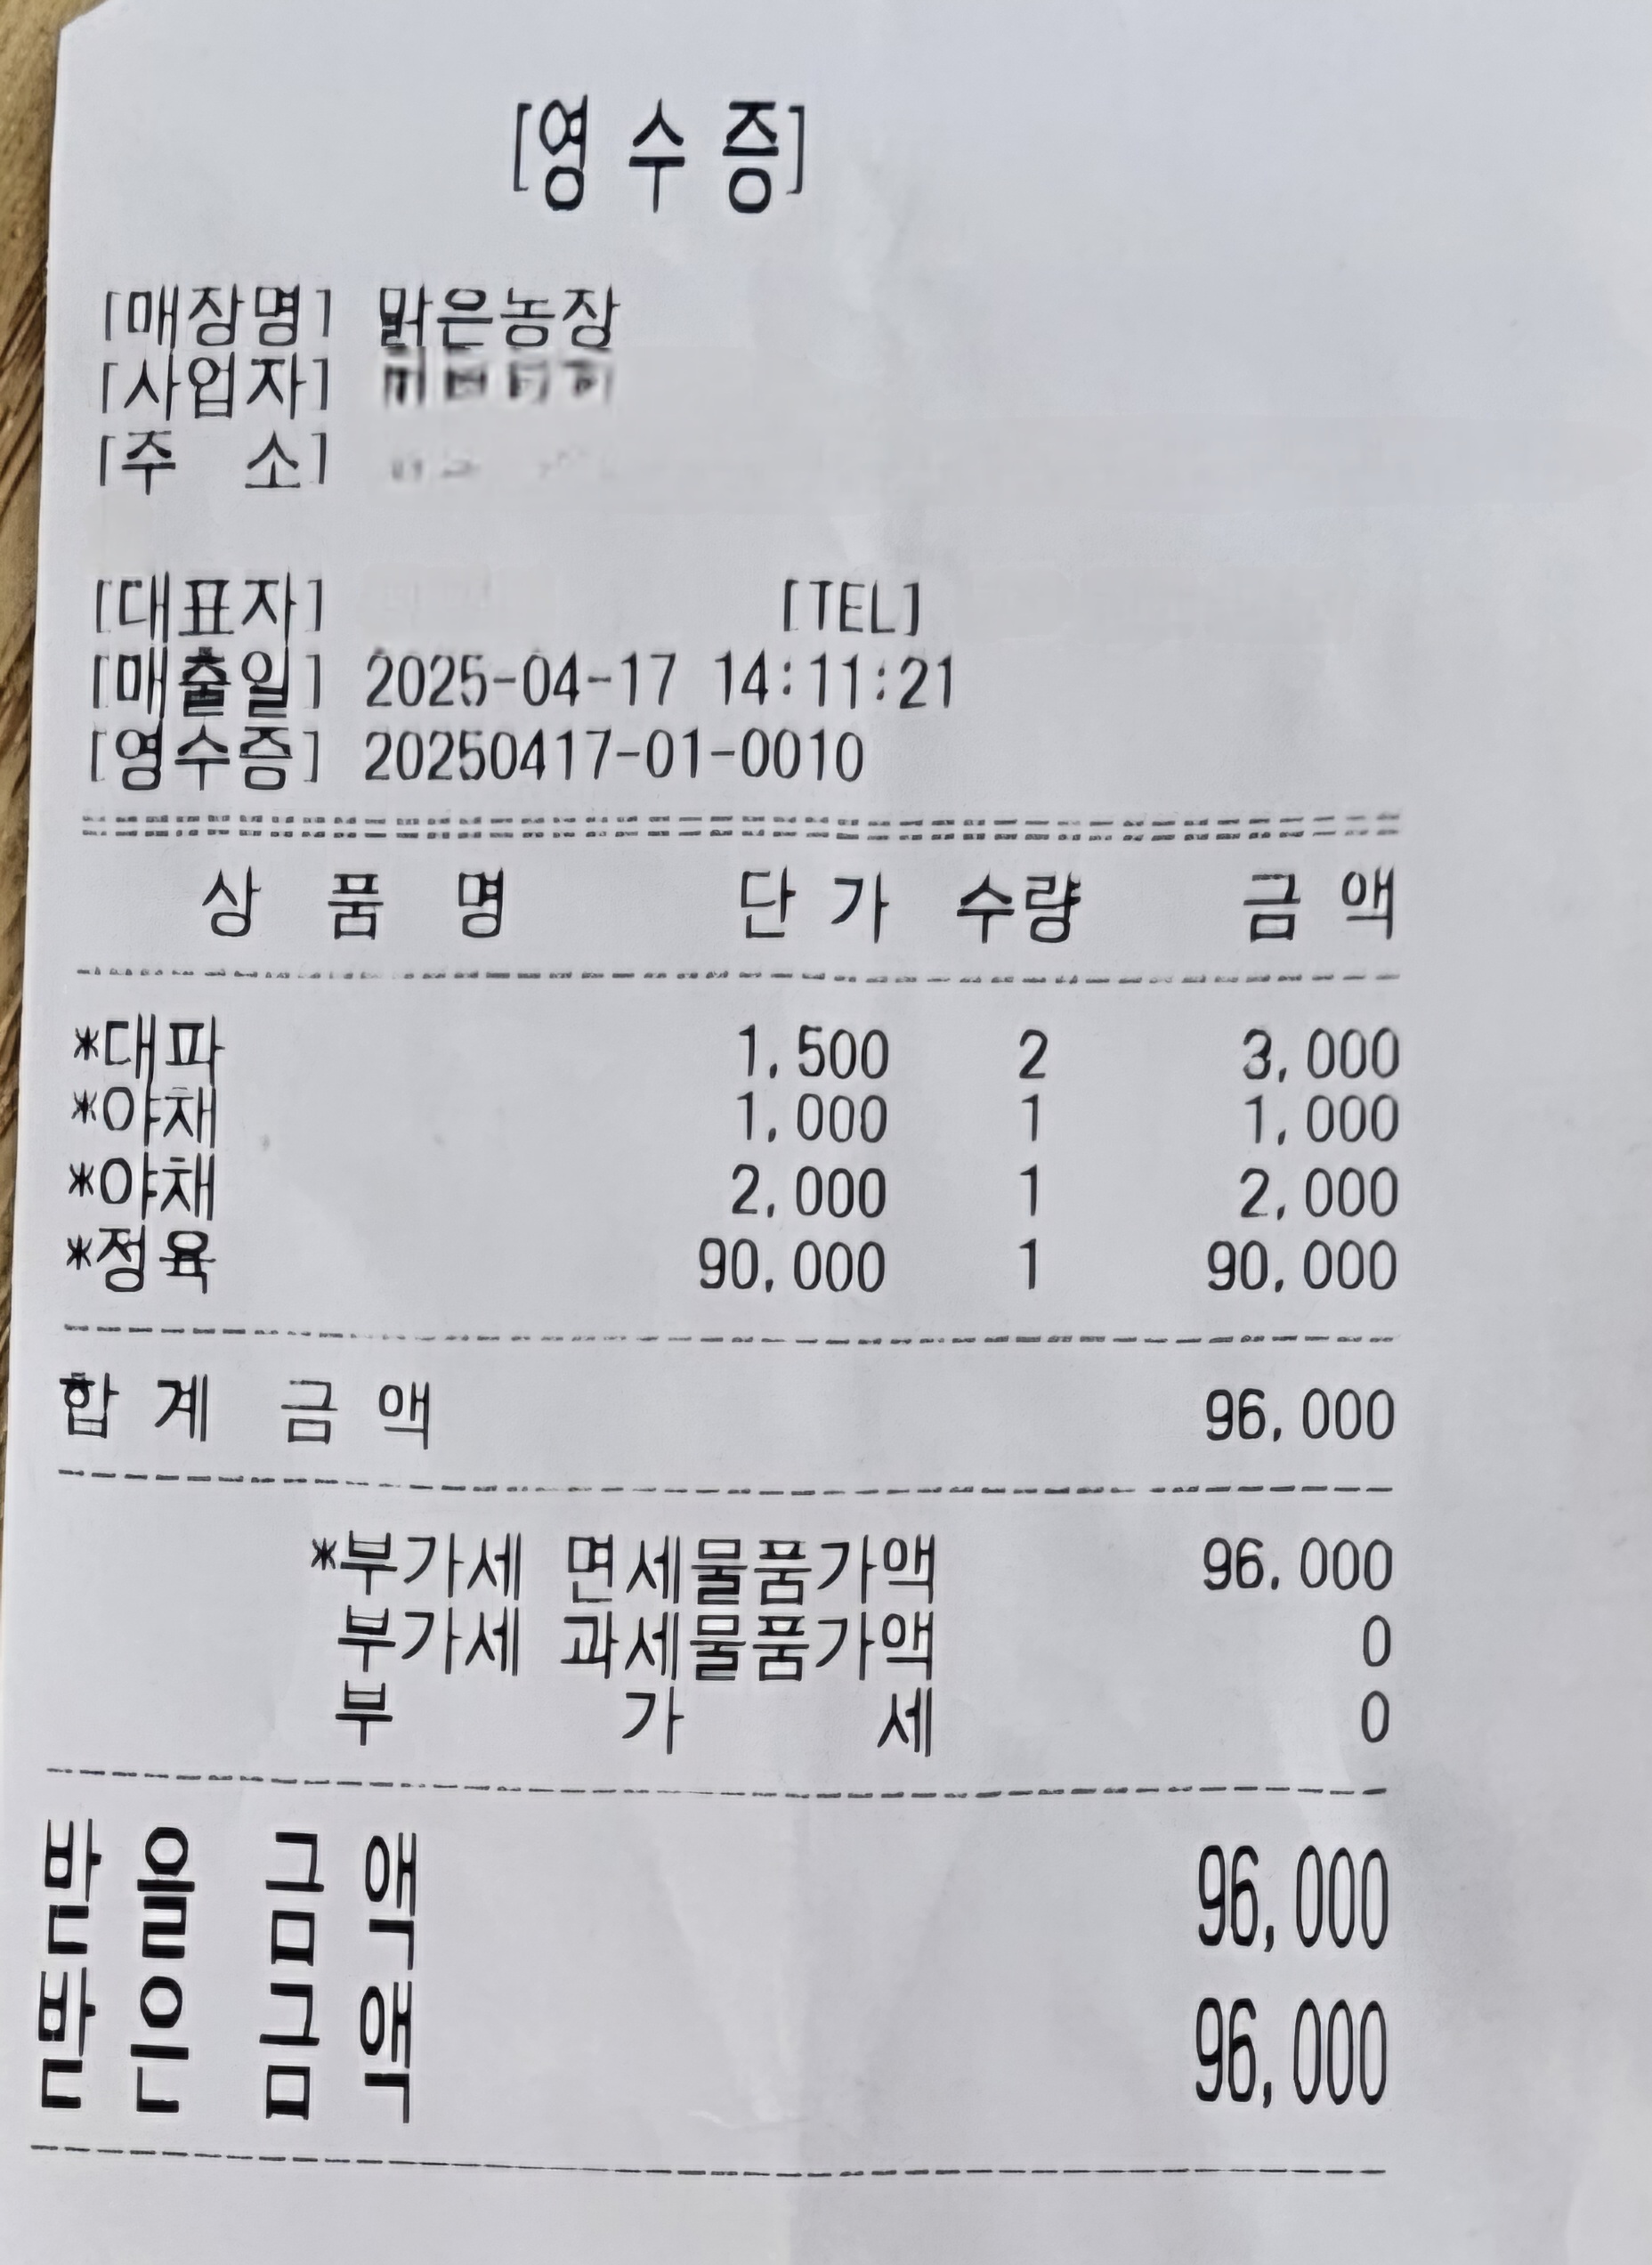 [영 수 증]
[매장명] 맑은농장
[사업자]
[주 소]
[대표자] [TEL]
[매출일] 2025-04-17 14:11:21
[영수증] 20250417-01-0010
상 품 명 단 가 수량 금 액
*대파 1,500 2 3,000
*야채 1,000 1 1,000
*야채 2,000 1 2,000
*정육 90,000 1 90,000
합 계 금 액 96,000
*부가세 면세물품가액 96,000
부가세 과세물품가액 0
부 가 세 0
받 을 금 액 96,000
받 은 금 액 96,000